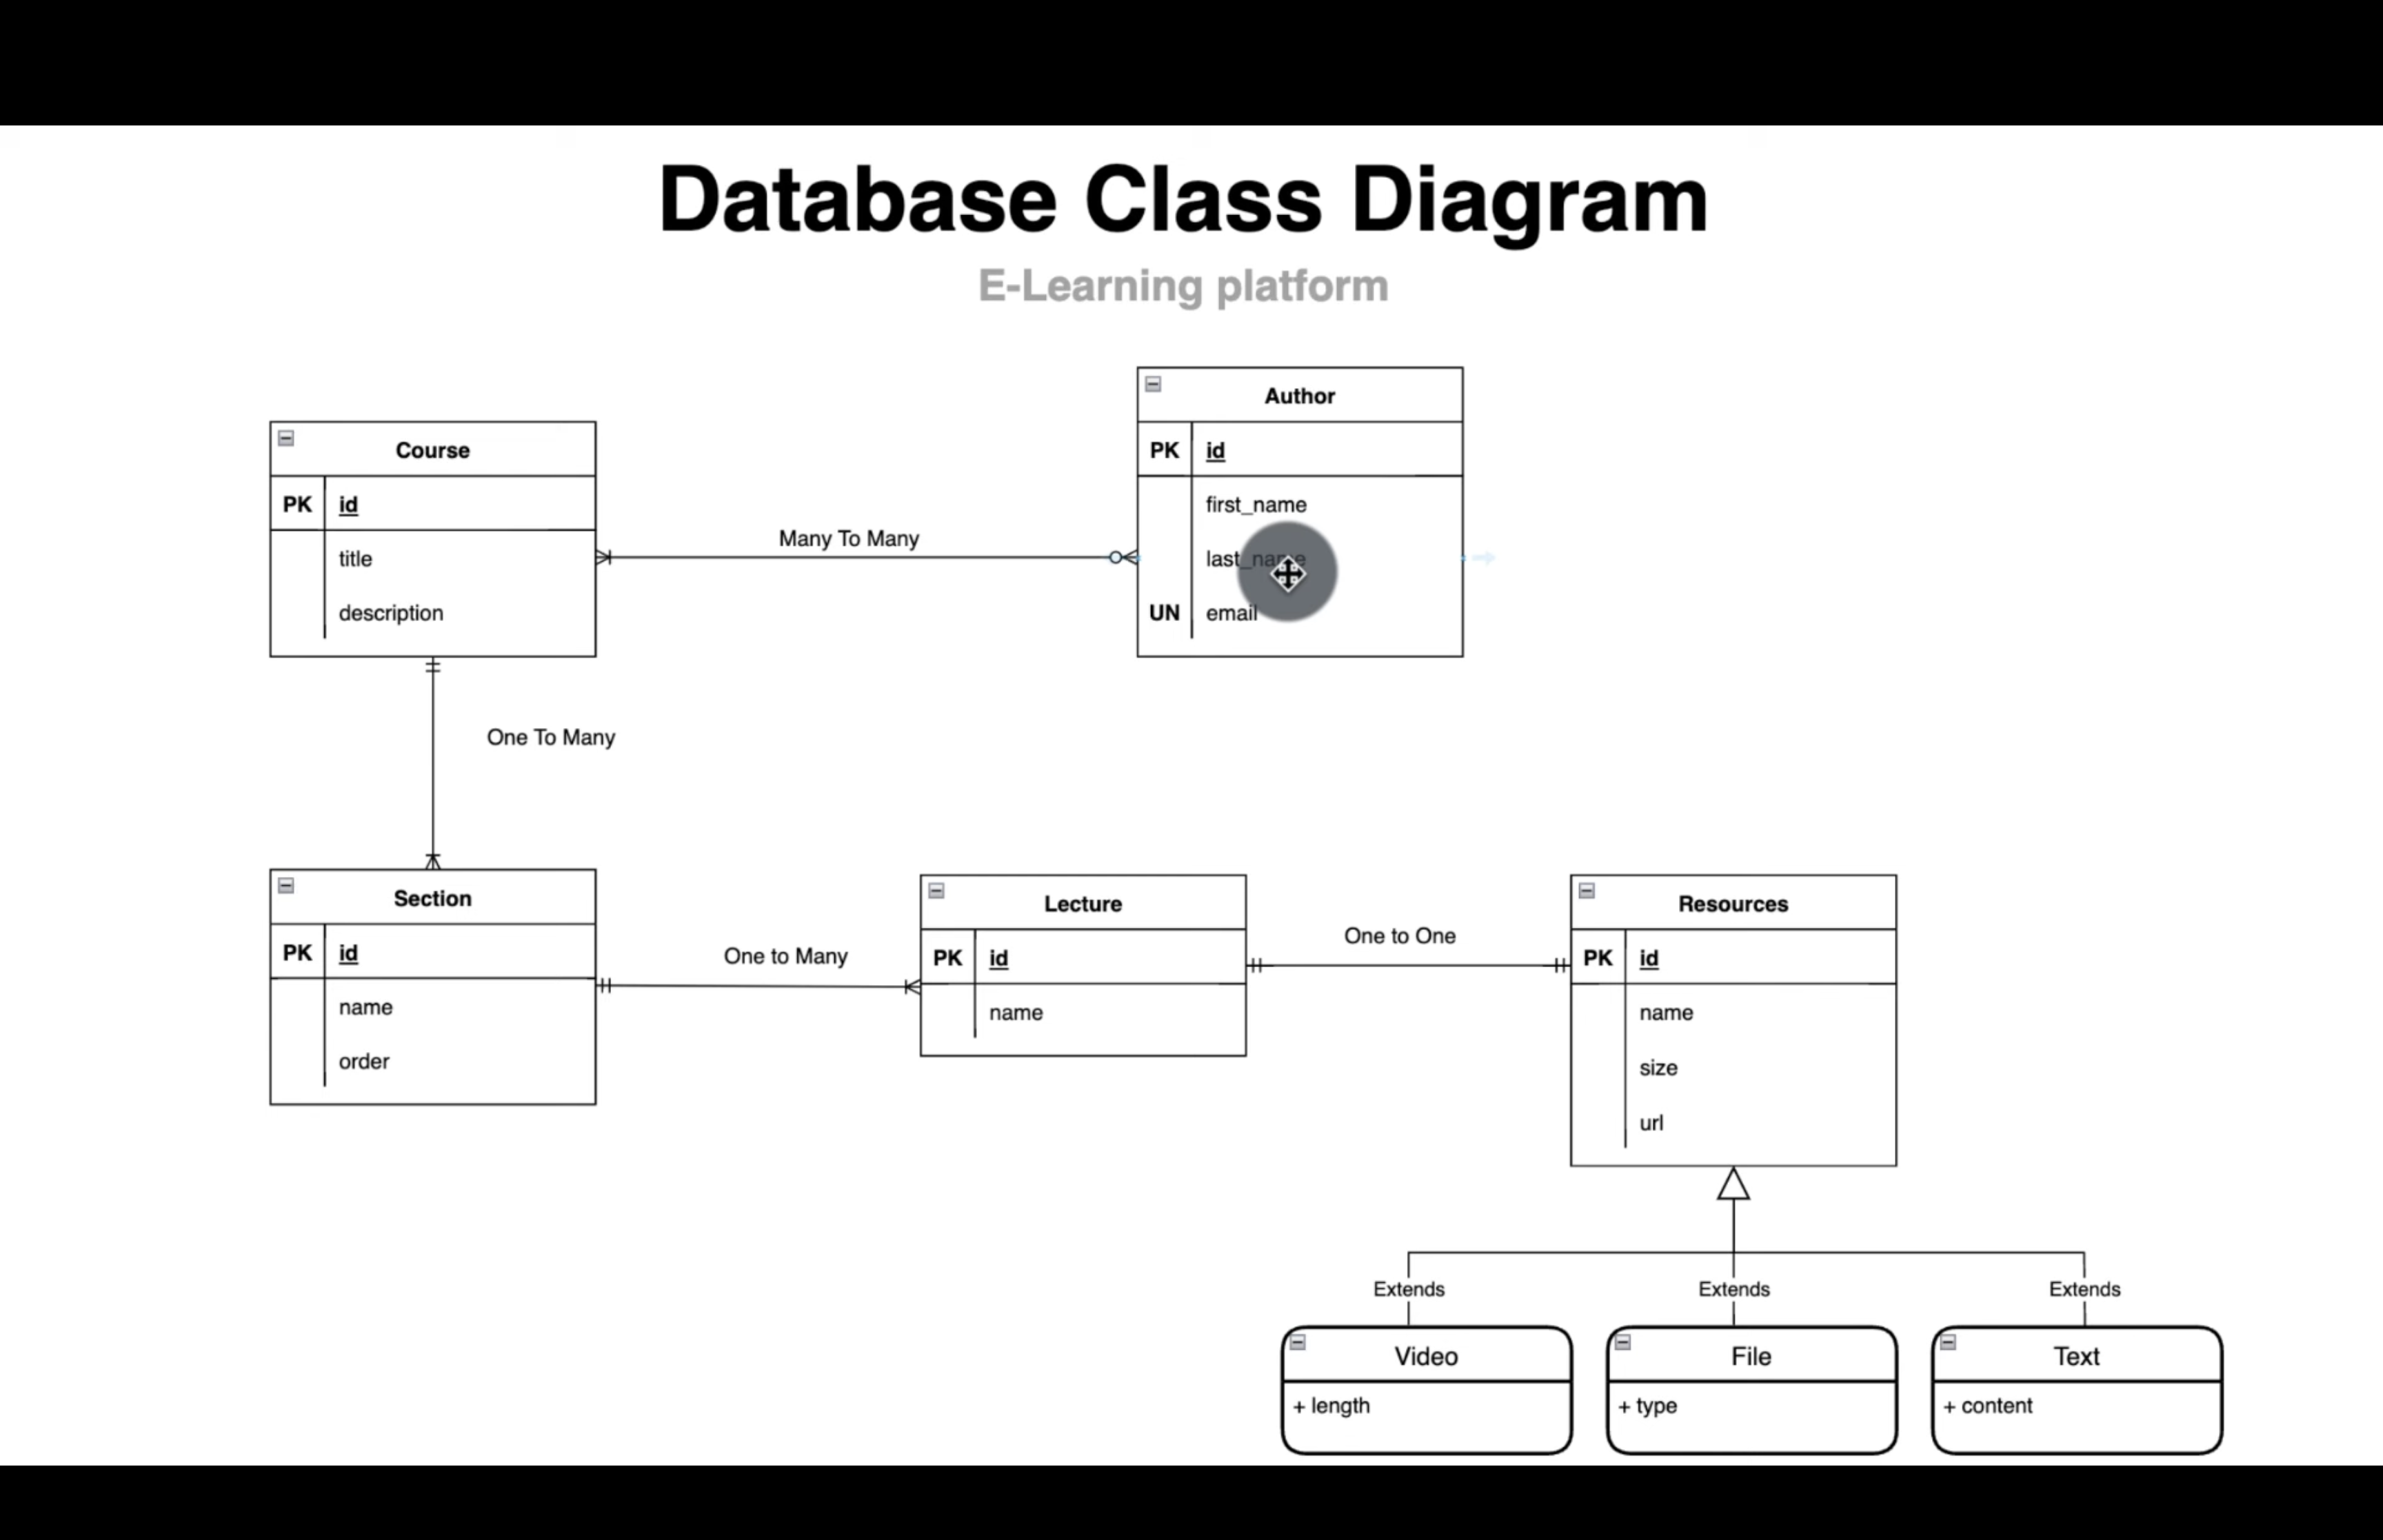 Database Class Diagram
E-Learning platform
Author
PK id
first_name
last_name
UN email
Course
PK id
title
description
Many To Many
One To Many
Section
PK id
name
order
One to Many
Lecture
PK id
name
One to One
Resources
PK id
name
size
url
Extends
Extends
Extends
Video
+ length
File
+ type
Text
+ content